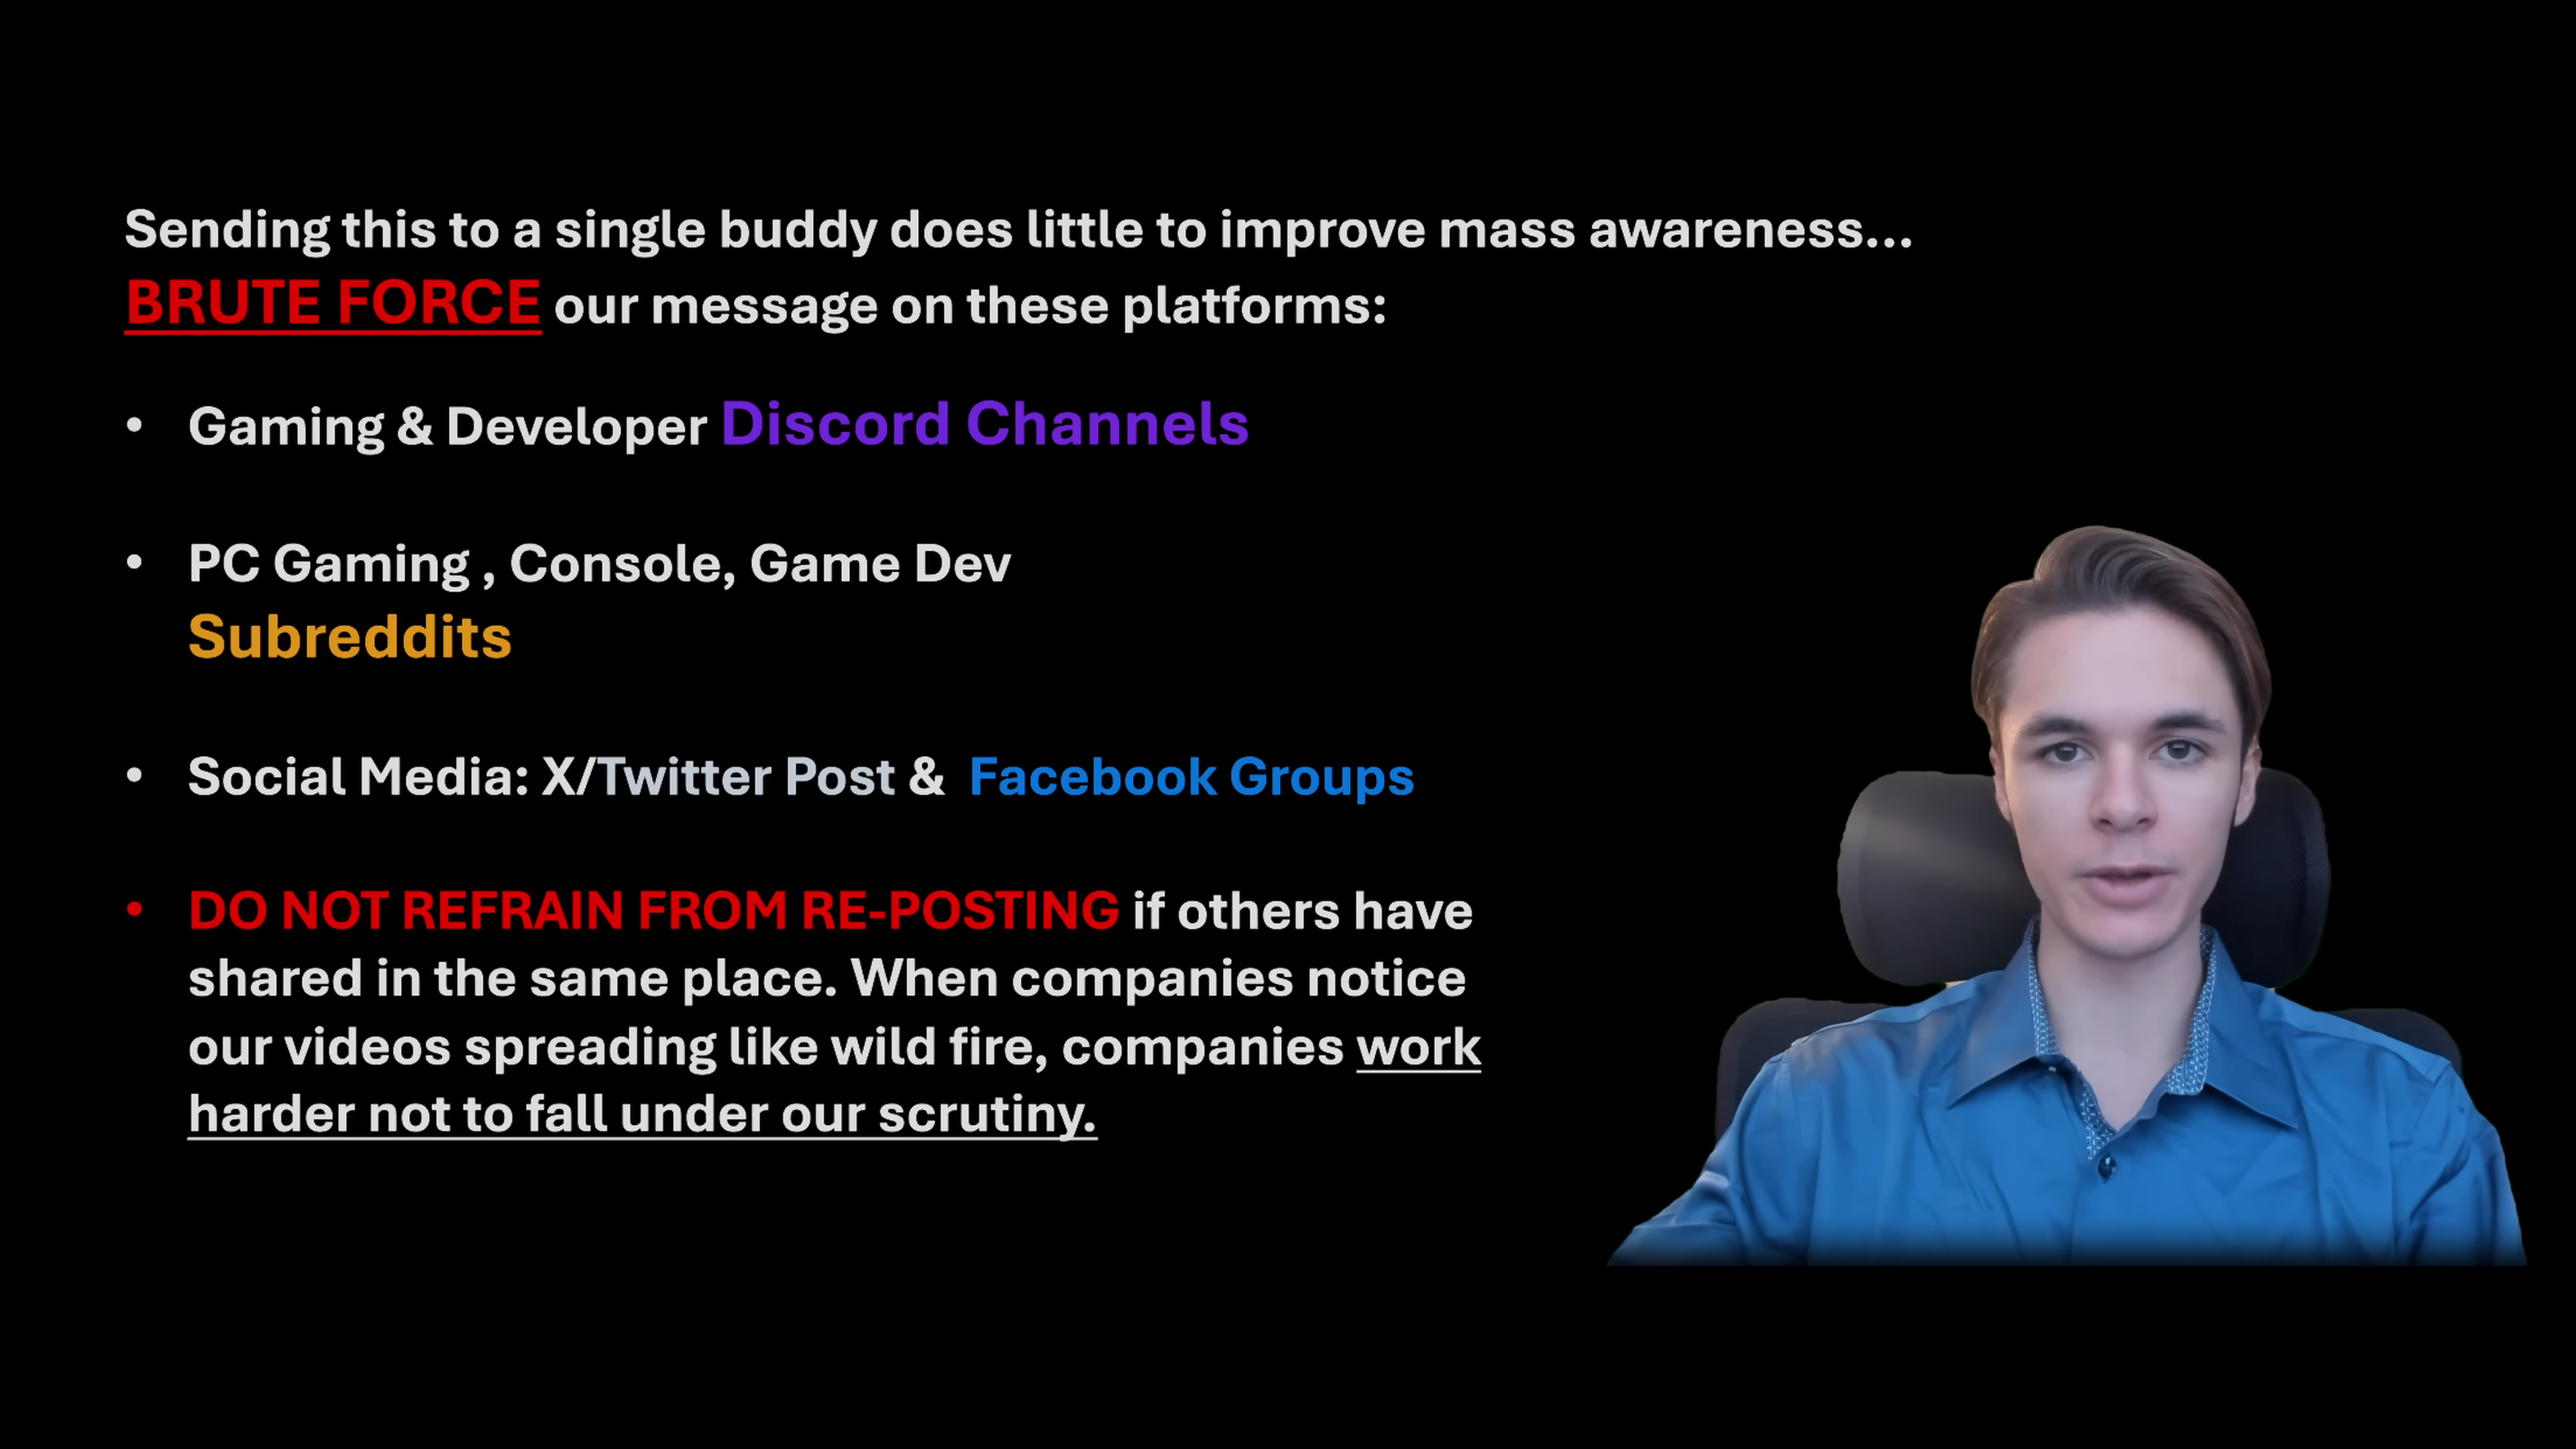 Sending this to a single buddy does little to improve mass awareness...
BRUTE FORCE our message on these platforms:
• Gaming & Developer Discord Channels
• PC Gaming , Console, Game Dev
Subreddits
• Social Media: X/Twitter Post &  Facebook Groups
• DO NOT REFRAIN FROM RE-POSTING if others have
shared in the same place. When companies notice
our videos spreading like wild fire, companies work
harder not to fall under our scrutiny.